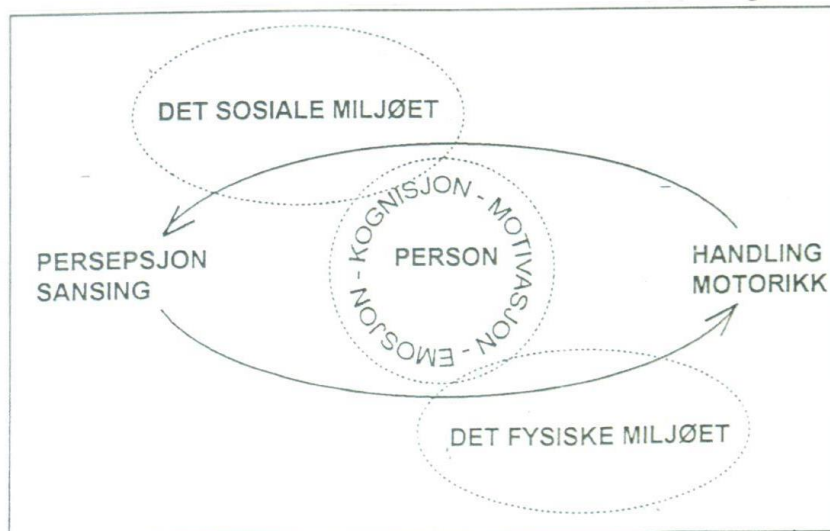 DET SOSIALE MILJØET
PERSEPSJON
SANSING
KOGNISJON - MOTIVASJON - EMOSJON -
PERSON
HANDLING
MOTORIKK
DET FYSISKE MILJØET